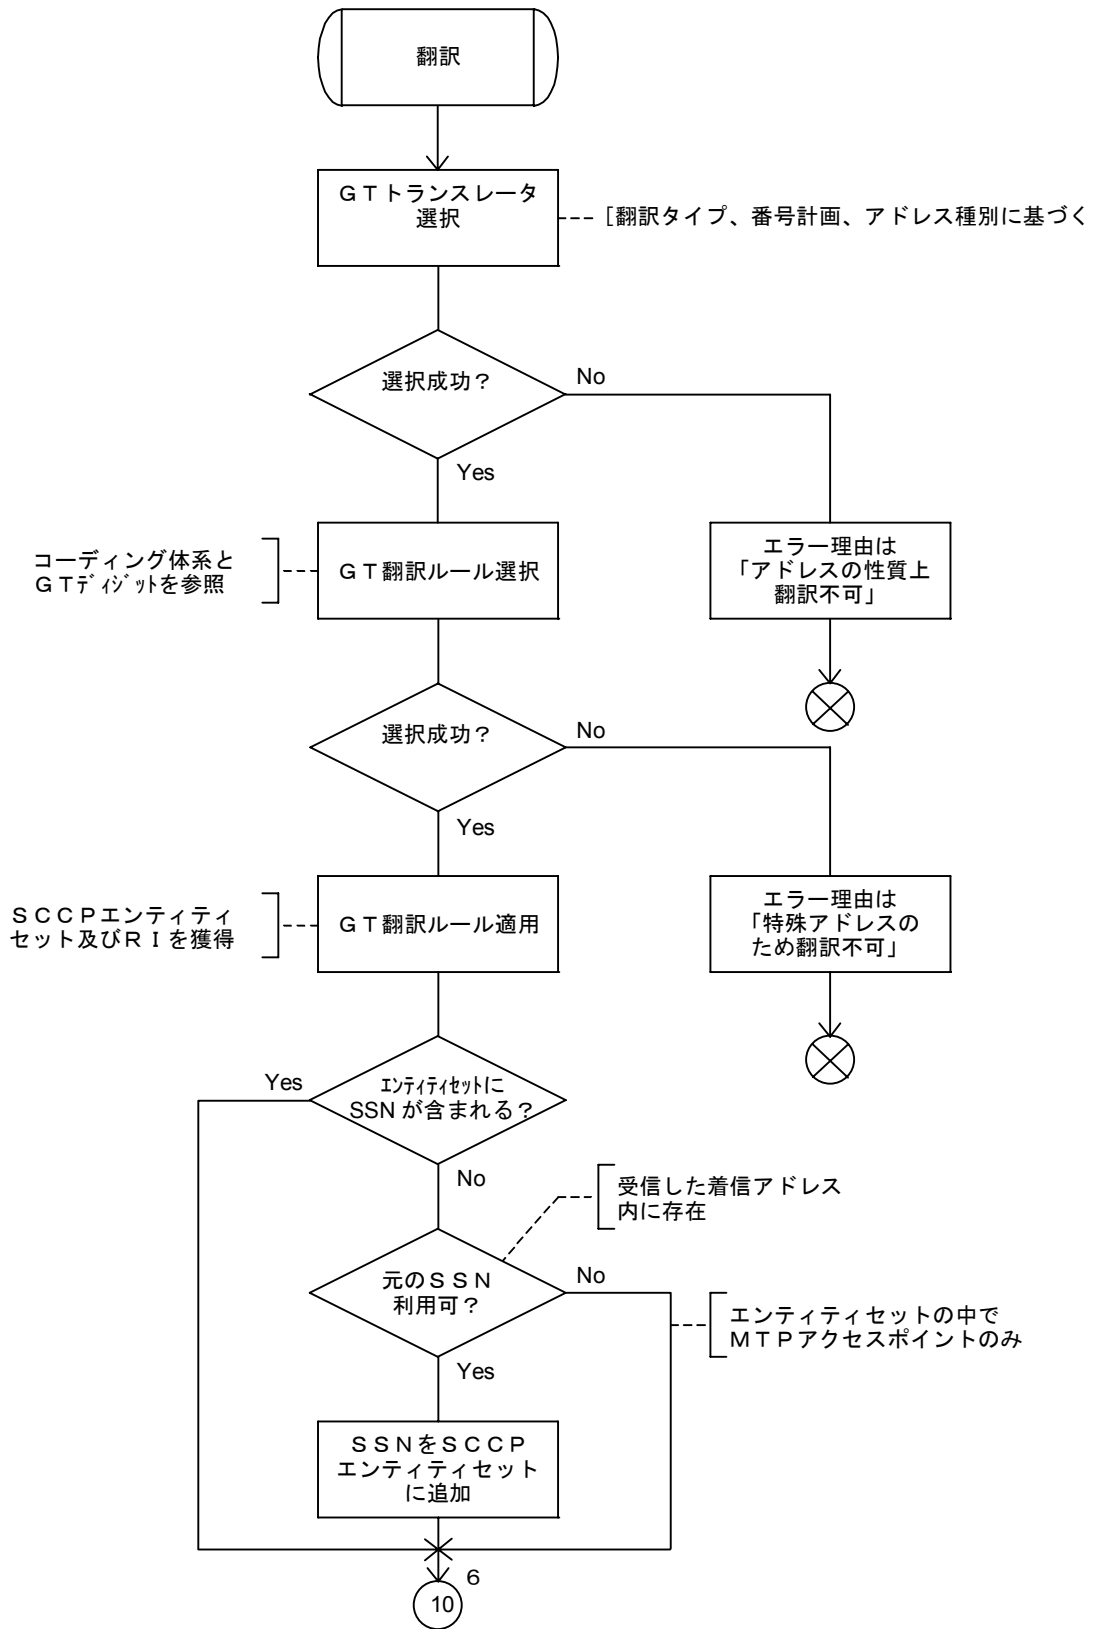 翻訳
ＧＴトランスレータ
選択
[翻訳タイプ、番号計画、アドレス種別に基づく
選択成功？
No
Yes
コーディング体系と
ＧＴﾃﾞｨｼﾞｯﾄを参照
ＧＴ翻訳ルール選択
エラー理由は
「アドレスの性質上
翻訳不可」
選択成功？
No
Yes
ＳＣＣＰエンティティ
セット及びＲＩを獲得
ＧＴ翻訳ルール適用
エラー理由は
「特殊アドレスの
ため翻訳不可」
Yes
ｴﾝﾃｨﾃｨｾｯﾄに
SSN が含まれる？
No
受信した着信アドレス
内に存在
元のＳＳＮ
利用可？
No
エンティティセットの中で
ＭＴＰアクセスポイントのみ
Yes
ＳＳＮをＳＣＣＰ
エンティティセット
に追加
６
10